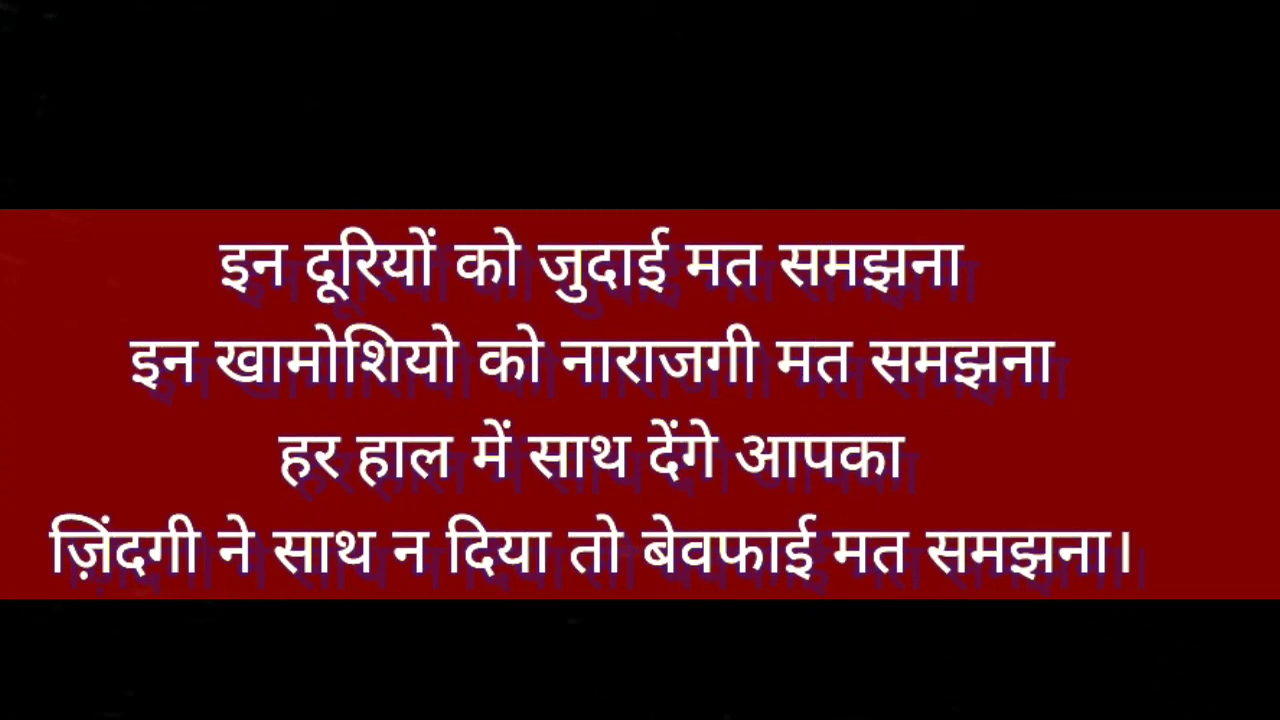 इन दूरियों को जुदाई मत समझना
इन खामोशियो को नाराजगी मत समझना
हर हाल में साथ देंगे आपका
ज़िंदगी ने साथ न दिया तो बेवफाई मत समझना।